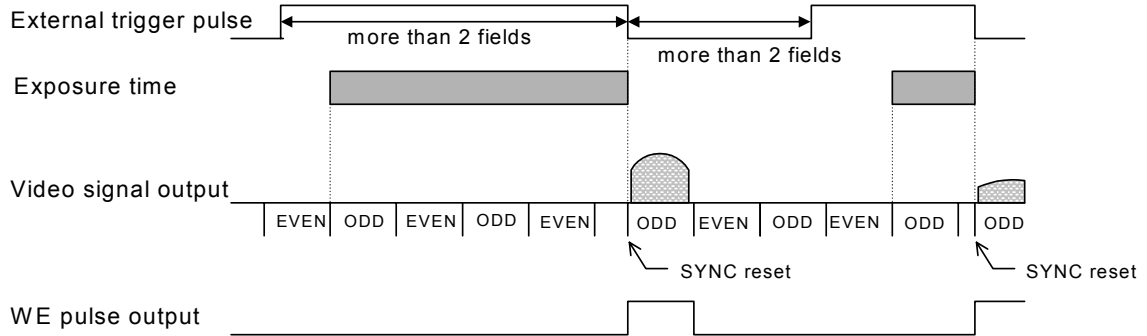 External trigger pulse
more than 2 fields
more than 2 fields
Exposure time
Video signal output
EVEN ODD EVEN ODD EVEN ODD EVEN ODD EVEN ODD ODD
SYNC reset
SYNC reset
WE pulse output